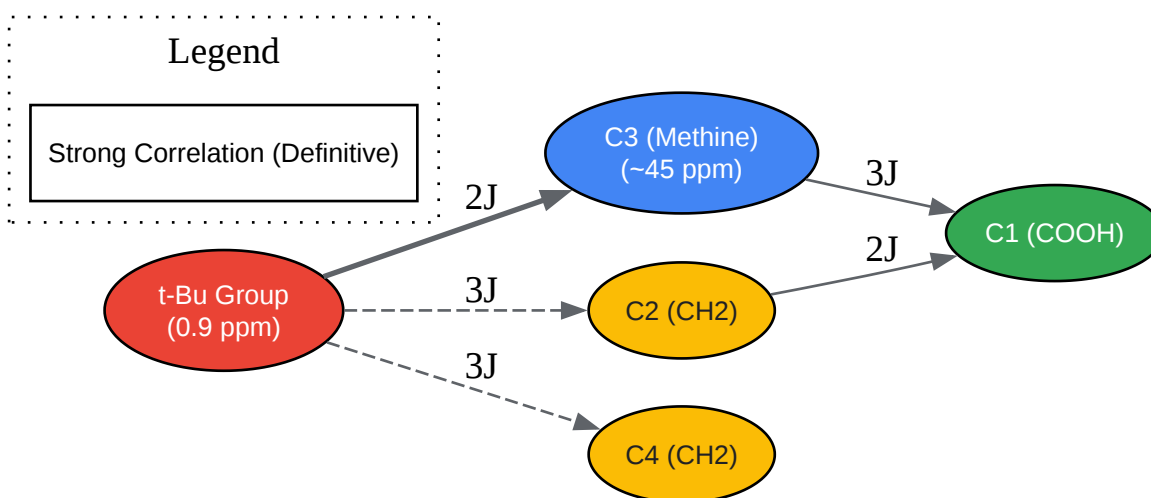 Legend
Strong Correlation (Definitive)
C3 (Methine)
(~45 ppm)
3J
2J
C1 (COOH)
2J
t-Bu Group
(0.9 ppm)
3J
C2 (CH2)
3J
C4 (CH2)